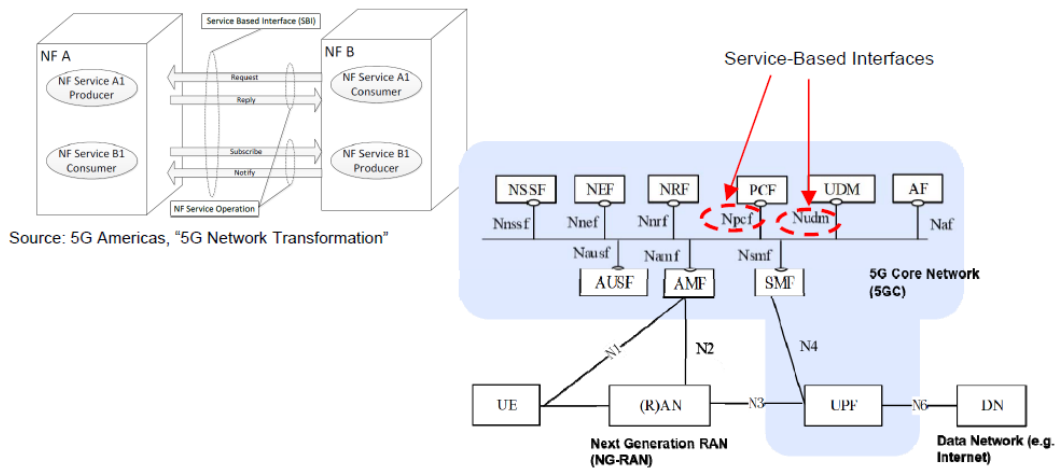 Service Based Interface (SBI)
NF A
NF B
NF Service A1
Producer
Request
Reply
NF Service A1
Consumer
NF Service B1
Consumer
Subscribe
Notify
NF Service B1
Producer
NF Service Operation
Source: 5G Americas, “5G Network Transformation”
Service-Based Interfaces
NSSF
NEF
NRF
PCF
UDM
AF
Nnssf
Nnef
Nnrf
Npcf
Nudm
Naf
Nausf
Namf
Nsmf
AUSF
AMF
SMF
5G Core Network
(5GC)
N1
N2
N4
UE
(R)AN
N3
UPF
N6
DN
Next Generation RAN
(NG-RAN)
Data Network (e.g.
Internet)